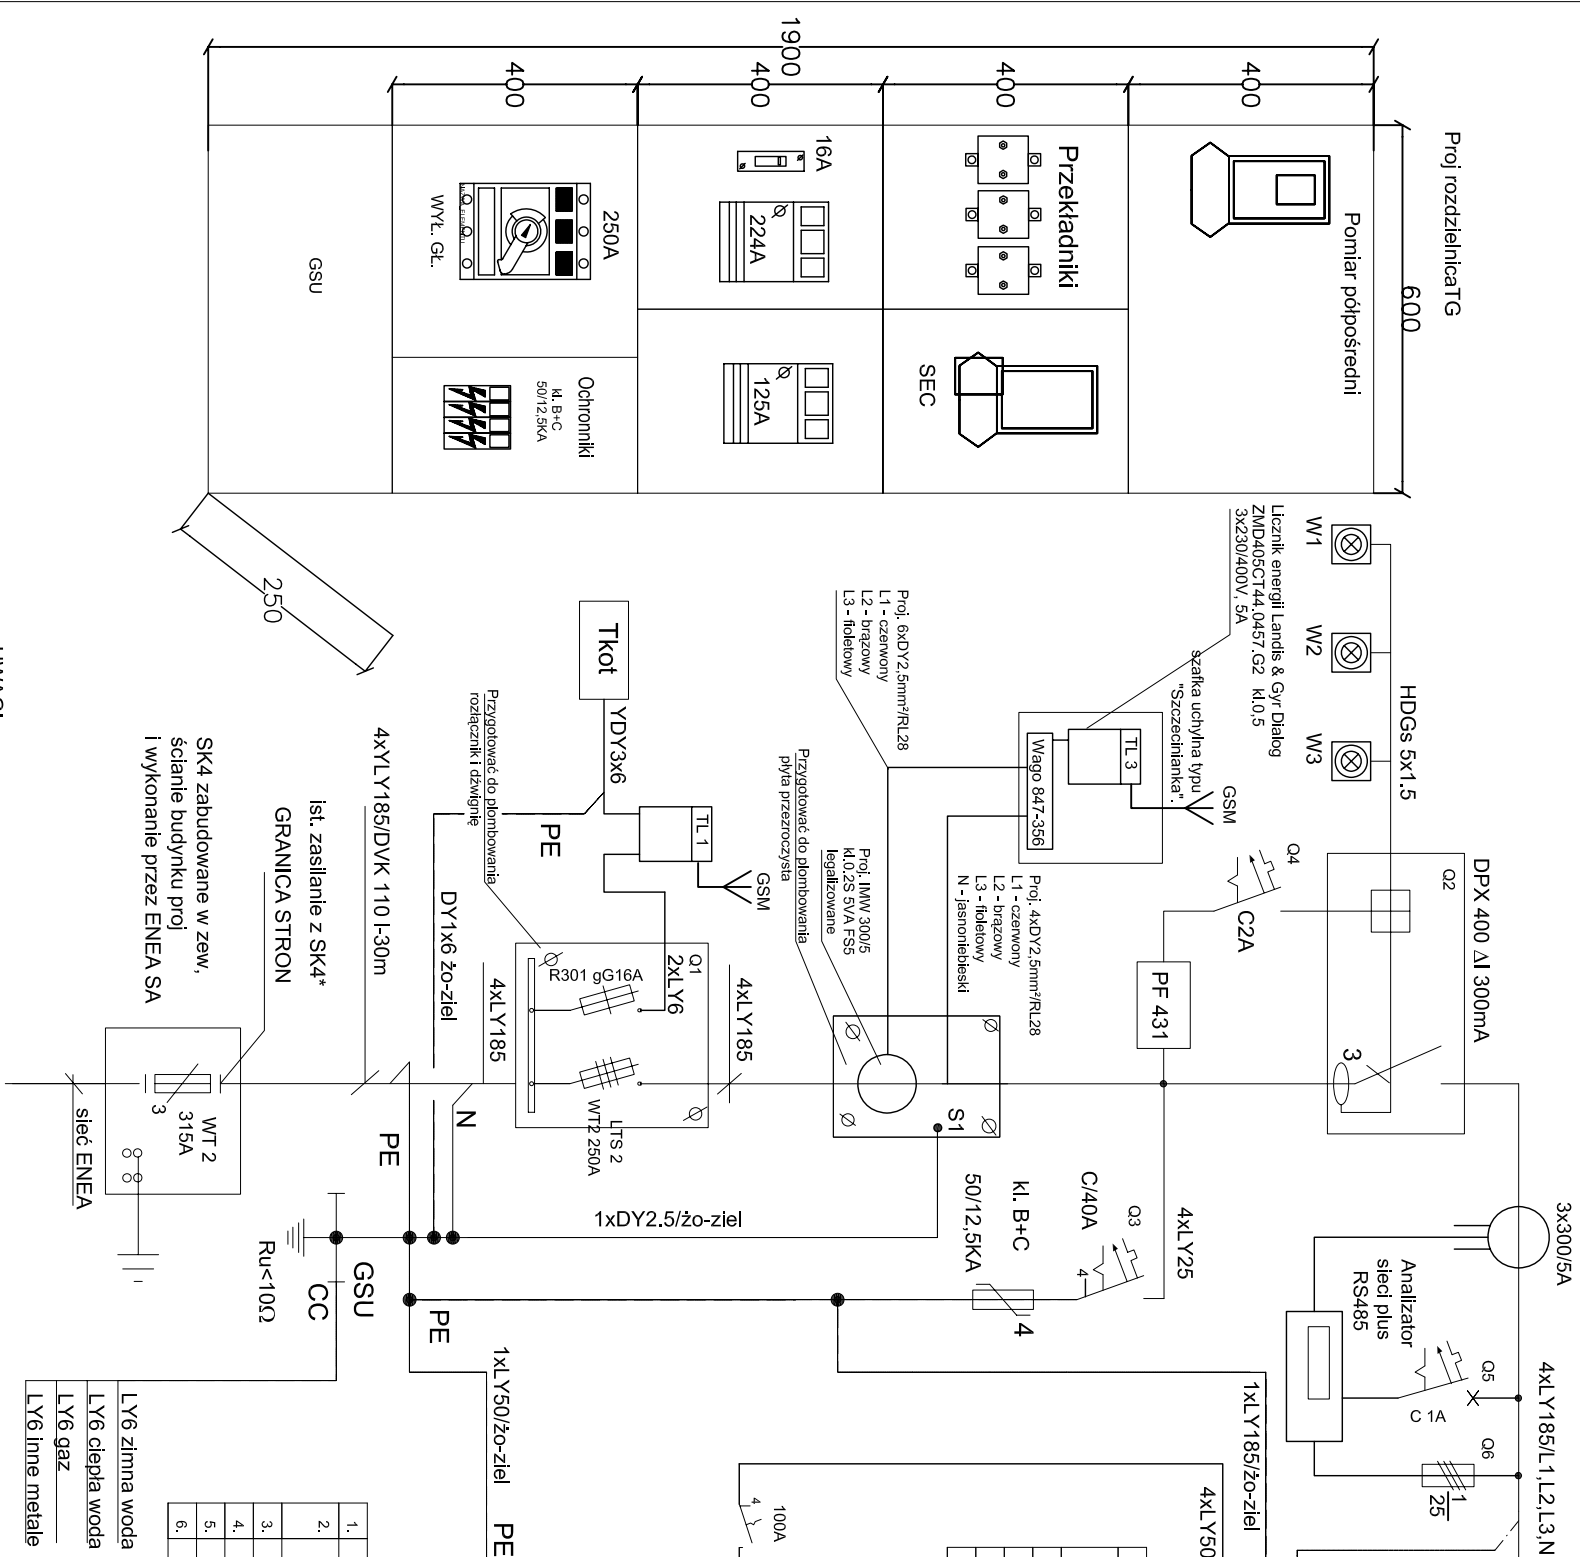 Proj rozdzielnicaTG
600
1900
400
400
400
400
Pomiar półpośredni
Przekładniki
SEC
16A
224A
125A
250A
WYŁ. GŁ.
Ochronniki
kl. B+C
50/12,5KA
GSU
250
W1
W2
W3
HDGs 5x1.5
Licznik energii Landis & Gyr Dialog
ZMD405CT44.0457.G2 kl.0,5
3x230/400V, 5A
szafka uchylna typu
"Szczecinianka".
GSM
TL 3
Wago 847-356
Proj. 6xDY2,5mm²/RL28
L1 - czerwony
L2 - brązowy
L3 - fioletowy
Proj. 4xDY2,5mm²/RL28
L1 - czerwony
L2 - brązowy
L3 - fioletowy
N - jasnoniebieski
Proj. IMW 300/5
kl.0.2S 5VA FS5
legalizowane
Przygotować do plombowania
płyta przezroczysta
S1
Q4
C2A
PF 431
DPX 400 ΔI 300mA
Q2
3
3x300/5A
Analizator
sieci plus
RS485
Q5
C 1A
Q6
1
25
4xLY185/L1,L2,L3,N
4xLY25
Q3
C/40A
4
kl. B+C
50/12,5KA
4
1xLY185/żo-ziel
4xLY50
100A
4
Tkot
YDY3x6
TL 1
GSM
PE
DY1x6 żo-ziel
Przygotować do plombowania
rozłącznik i dźwignię
Q1
2xLY6
R301 gG16A
LTS 2
WT2 250A
4xLY185
4xLY185
N
PE
1xDY2.5/żo-ziel
4xYLY185/DVK 110 l-30m
ist. zasilanie z SK4*
GRANICA STRON
SK4 zabudowane w zew,
ścianie budynku proj
i wykonanie przez ENEA SA
WT 2
315A
3
sieć ENEA
GSU
CC
Ru<10Ω
PE
1xLY50/żo-ziel
PE
LY6 zimna woda
LY6 ciepła woda
LY6 gaz
LY6 inne metale
1.
2.
3.
4.
5.
6.